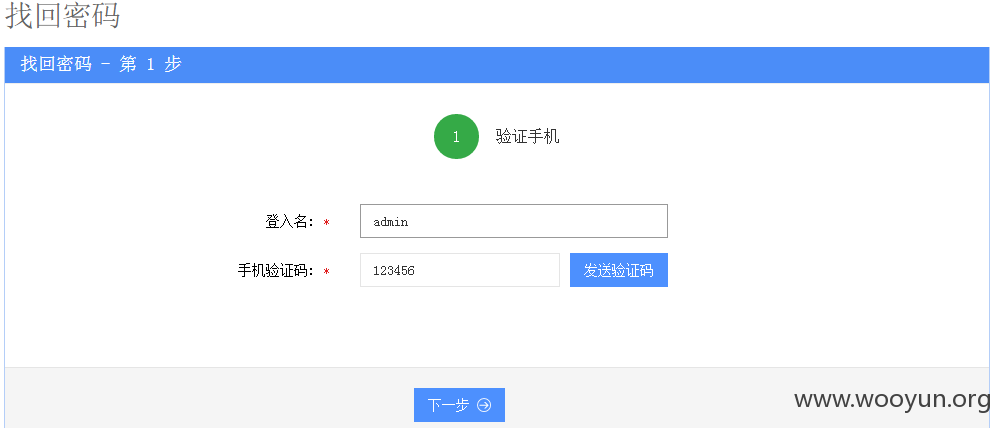 找回密码
找回密码 - 第 1 步
1 验证手机
登入名: * admin
手机验证码: * 123456 发送验证码
下一步
www.wooyun.org